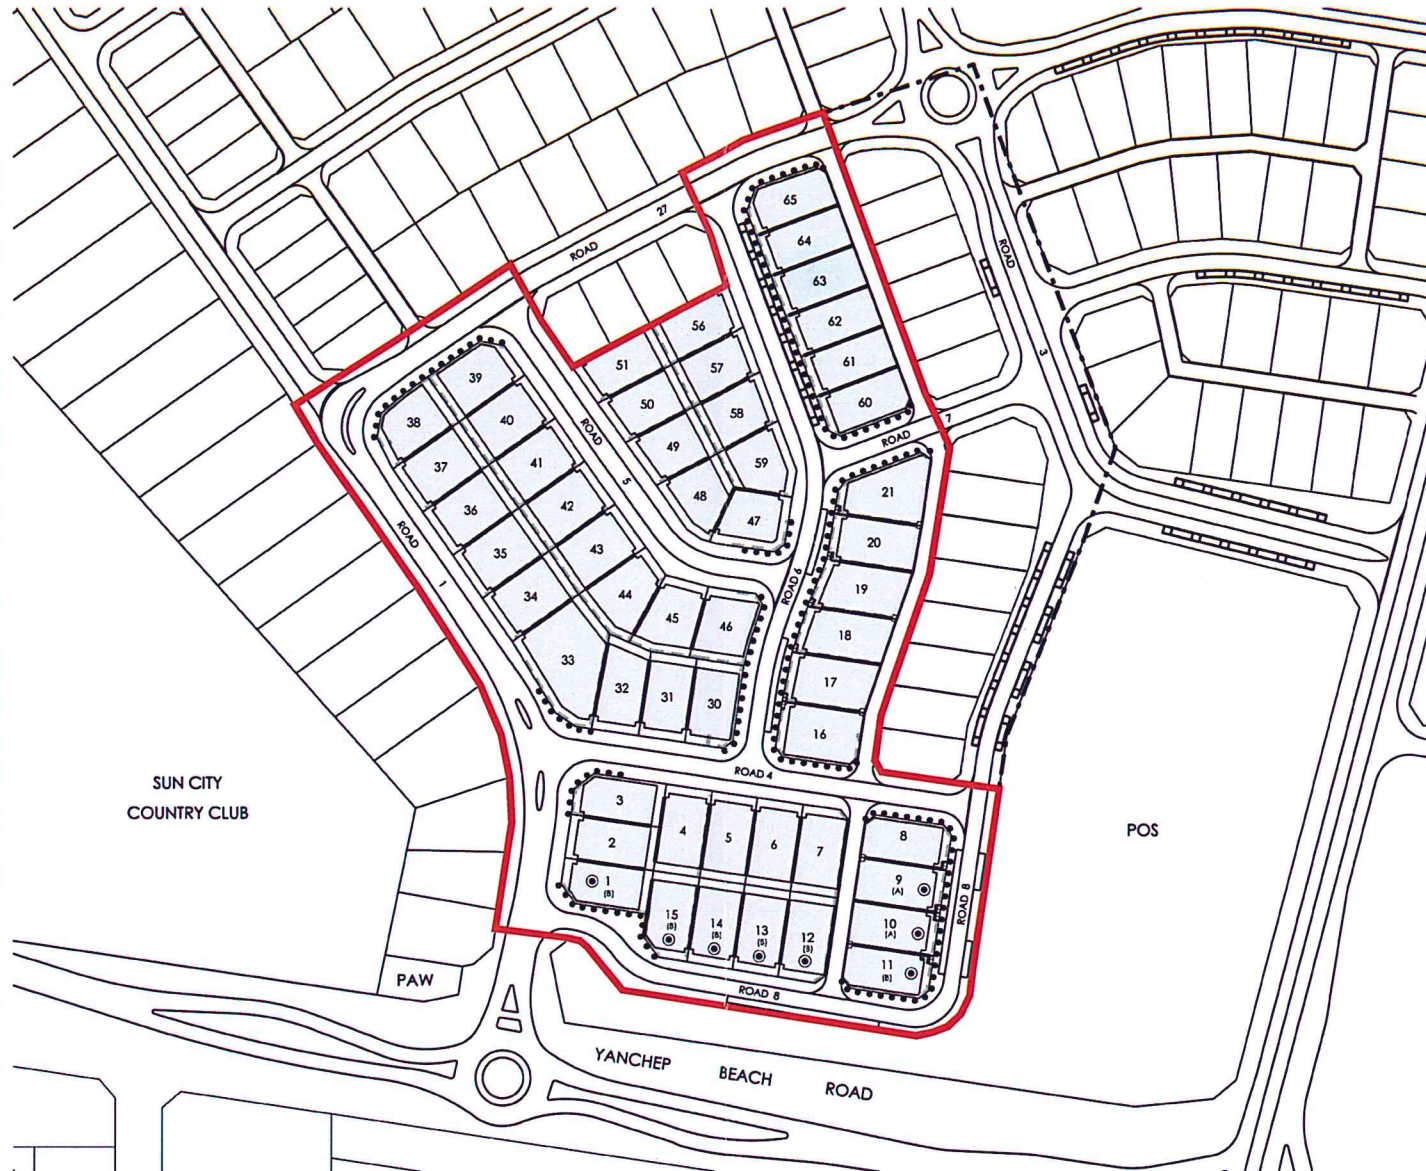 65
64
27
ROAD
ROAD
63
62
56
61
51
57
39
60
50
58
40
38
3
7
ROAD
ROAD
49
59
41
37
5
48
21
42
36
47
20
ROAD
43
35
1
ROAD 6
19
44
34
45
46
18
33
17
32
31
30
16
ROAD 4
SUN CITY
COUNTRY CLUB
3
4
5
6
7
8
2
POS
1
(B)
9
(A)
ROAD 8
15
(B)
14
(B)
13
(B)
12
(B)
10
(A)
11
(B)
PAW
ROAD 8
YANCHEP BEACH ROAD